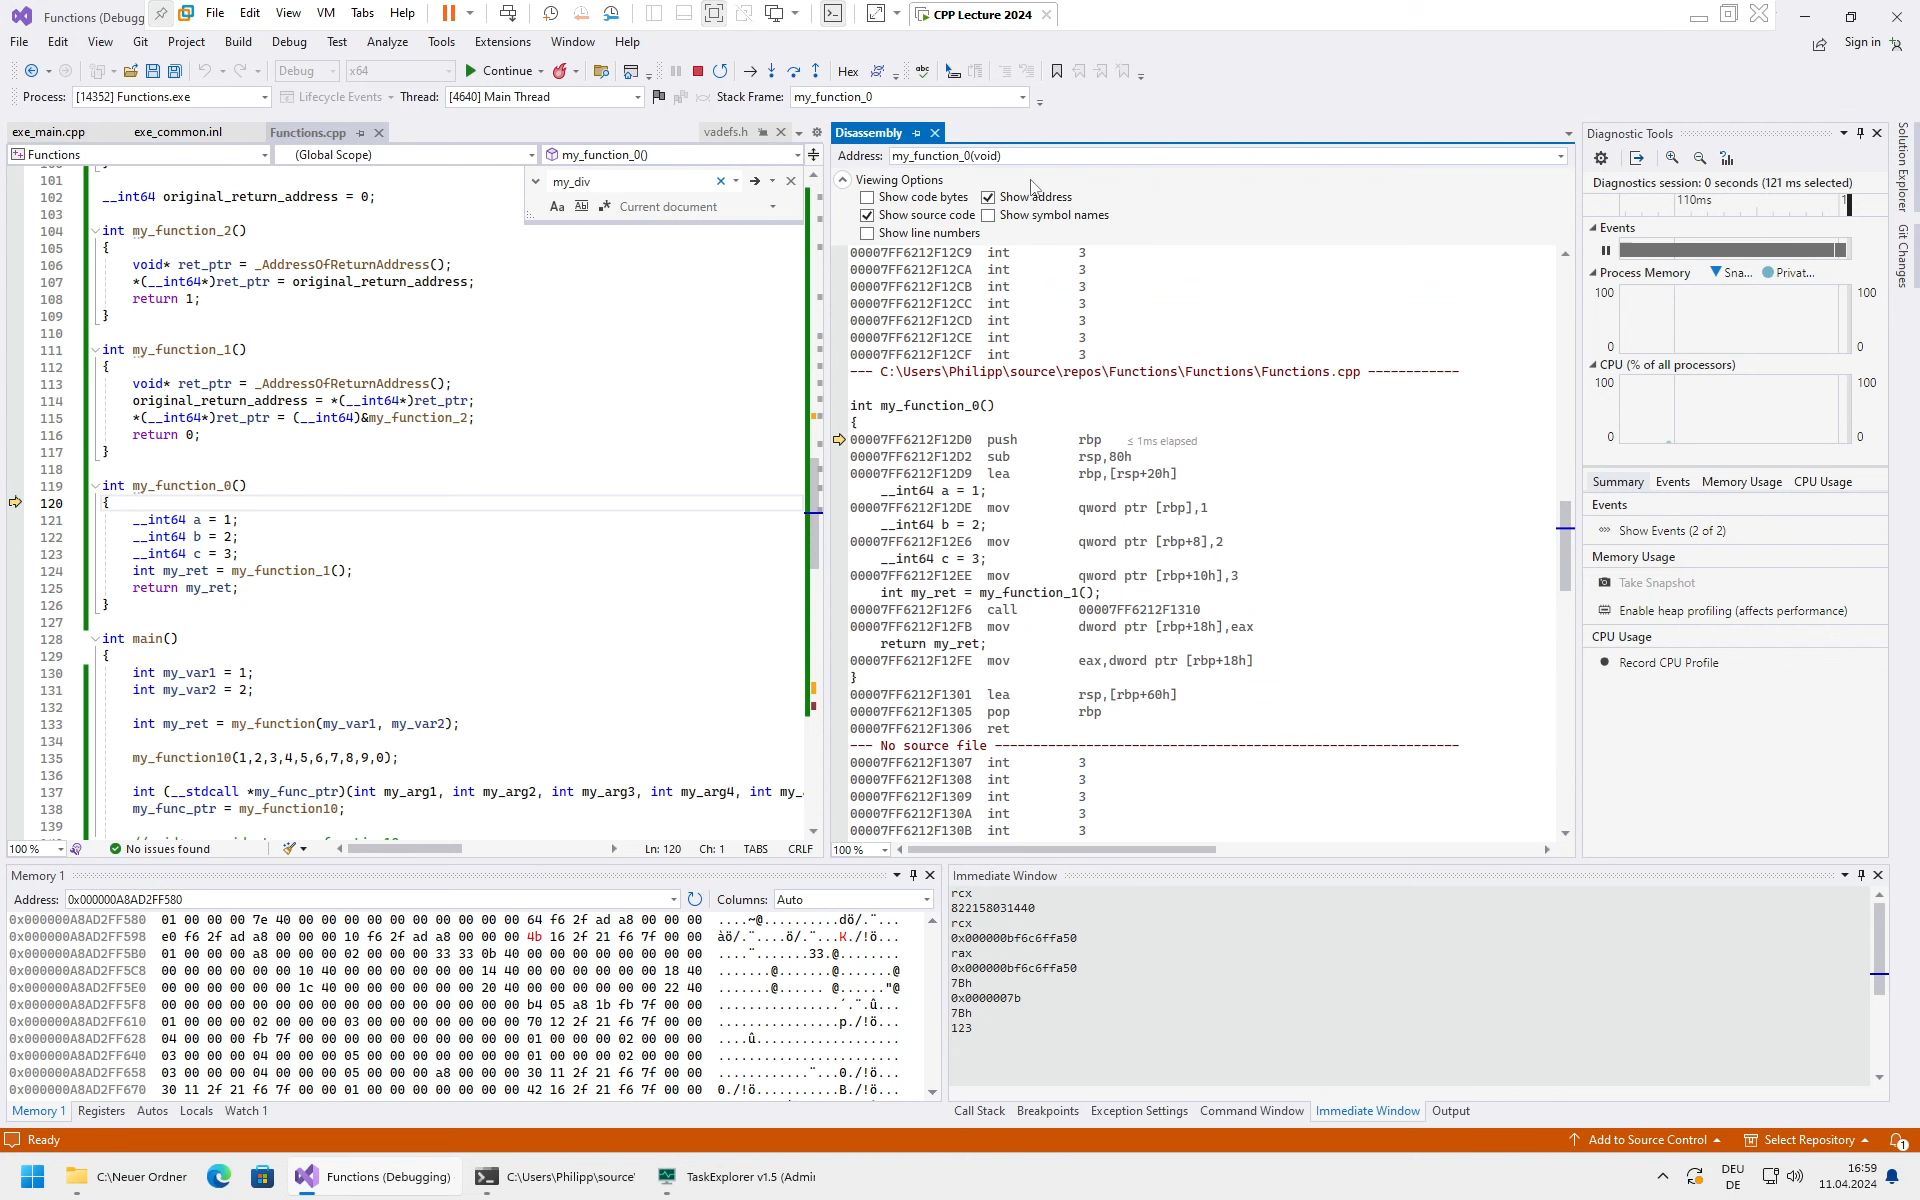 Functions (Debugg
File Edit View VM Tabs Help
CPP Lecture 2024
File Edit View Git Project Build Debug Test Analyze Tools Extensions Window Help
Sign in
Debug x64 Continue Hex
Process: [14352] Functions.exe Lifecycle Events Thread: [4640] Main Thread Stack Frame: my_function_0
exe_main.cpp exe_common.inl Functions.cpp vadefs.h
Functions (Global Scope) my_function_0()
my_div
Aa Ab Current document
101
102 __int64 original_return_address = 0;
103
104 int my_function_2()
105 {
106 void* ret_ptr = _AddressOfReturnAddress();
107 *(__int64*)ret_ptr = original_return_address;
108 return 1;
109 }
110
111 int my_function_1()
112 {
113 void* ret_ptr = _AddressOfReturnAddress();
114 original_return_address = *(__int64*)ret_ptr;
115 *(__int64*)ret_ptr = (__int64)&my_function_2;
116 return 0;
117 }
118
119 int my_function_0()
120 {
121 __int64 a = 1;
122 __int64 b = 2;
123 __int64 c = 3;
124 int my_ret = my_function_1();
125 return my_ret;
126 }
127
128 int main()
129 {
130 int my_var1 = 1;
131 int my_var2 = 2;
132
133 int my_ret = my_function(my_var1, my_var2);
134
135 my_function10(1,2,3,4,5,6,7,8,9,0);
136
137 int (__stdcall *my_func_ptr)(int my_arg1, int my_arg2, int my_arg3, int my_arg4, int my_
138 my_func_ptr = my_function10;
139
100 % No issues found Ln: 120 Ch: 1 TABS CRLF
Disassembly
Address: my_function_0(void)
Viewing Options
Show code bytes Show address
Show source code Show symbol names
Show line numbers
00007FF6212F12C9 int 3
00007FF6212F12CA int 3
00007FF6212F12CB int 3
00007FF6212F12CC int 3
00007FF6212F12CD int 3
00007FF6212F12CE int 3
00007FF6212F12CF int 3
--- C:\Users\Philipp\source\repos\Functions\Functions\Functions.cpp ------------
int my_function_0()
{
00007FF6212F12D0 push rbp ≤ 1ms elapsed
00007FF6212F12D2 sub rsp,80h
00007FF6212F12D9 lea rbp,[rsp+20h]
__int64 a = 1;
00007FF6212F12DE mov qword ptr [rbp],1
__int64 b = 2;
00007FF6212F12E6 mov qword ptr [rbp+8],2
__int64 c = 3;
00007FF6212F12EE mov qword ptr [rbp+10h],3
int my_ret = my_function_1();
00007FF6212F12F6 call 00007FF6212F1310
00007FF6212F12FB mov dword ptr [rbp+18h],eax
return my_ret;
00007FF6212F12FE mov eax,dword ptr [rbp+18h]
}
00007FF6212F1301 lea rsp,[rbp+60h]
00007FF6212F1305 pop rbp
00007FF6212F1306 ret
--- No source file -------------------------------------------------------------
00007FF6212F1307 int 3
00007FF6212F1308 int 3
00007FF6212F1309 int 3
00007FF6212F130A int 3
00007FF6212F130B int 3
100 %
Diagnostic Tools
Diagnostics session: 0 seconds (121 ms selected)
110ms 1
Events
Process Memory Sna... Privat...
100 100
0 0
CPU (% of all processors)
100 100
0 0
Summary Events Memory Usage CPU Usage
Events
Show Events (2 of 2)
Memory Usage
Take Snapshot
Enable heap profiling (affects performance)
CPU Usage
Record CPU Profile
Solution Explorer
Git Changes
Memory 1
Address: 0x000000A8AD2FF580 Columns: Auto
0x000000A8AD2FF580 01 00 00 00 7e 40 00 00 00 00 00 00 00 00 00 00 64 f6 2f ad a8 00 00 00 ....~@..........dö/.¨...
0x000000A8AD2FF598 e0 f6 2f ad a8 00 00 00 10 f6 2f ad a8 00 00 00 4b 16 2f 21 f6 7f 00 00 àö/.¨....ö/.¨...K./!ö...
0x000000A8AD2FF5B0 01 00 00 00 a8 00 00 00 02 00 00 00 33 33 0b 40 00 00 00 00 00 00 00 00 ....¨.......33.@........
0x000000A8AD2FF5C8 00 00 00 00 00 00 10 40 00 00 00 00 00 00 14 40 00 00 00 00 00 00 18 40 .......@.......@.......@
0x000000A8AD2FF5E0 00 00 00 00 00 00 1c 40 00 00 00 00 00 00 20 40 00 00 00 00 00 00 22 40 .......@...... @......"@
0x000000A8AD2FF5F8 00 00 00 00 00 00 00 00 00 00 00 00 00 00 00 00 b4 05 a8 1b fb 7f 00 00 ................´.¨.û...
0x000000A8AD2FF610 01 00 00 00 02 00 00 00 03 00 00 00 00 00 00 00 70 12 2f 21 f6 7f 00 00 ................p./!ö...
0x000000A8AD2FF628 04 00 00 00 fb 7f 00 00 00 00 00 00 00 00 00 00 01 00 00 00 02 00 00 00 ....û...................
0x000000A8AD2FF640 03 00 00 00 04 00 00 00 05 00 00 00 00 00 00 00 01 00 00 00 02 00 00 00 ........................
0x000000A8AD2FF658 03 00 00 00 04 00 00 00 05 00 00 00 a8 00 00 00 30 11 2f 21 f6 7f 00 00 ............¨...0./!ö...
0x000000A8AD2FF670 30 11 2f 21 f6 7f 00 00 01 00 00 00 00 00 00 00 42 16 2f 21 f6 7f 00 00 0./!ö...........B./!ö...
Memory 1 Registers Autos Locals Watch 1
Immediate Window
rcx
822158031440
rcx
0x000000bf6c6ffa50
rax
0x000000bf6c6ffa50
7Bh
0x0000007b
7Bh
123
Call Stack Breakpoints Exception Settings Command Window Immediate Window Output
Ready Add to Source Control Select Repository 1
C:\Neuer Ordner Functions (Debugging) C:\Users\Philipp\source' TaskExplorer v1.5 (Admi
DEU
DE
16:59
11.04.2024